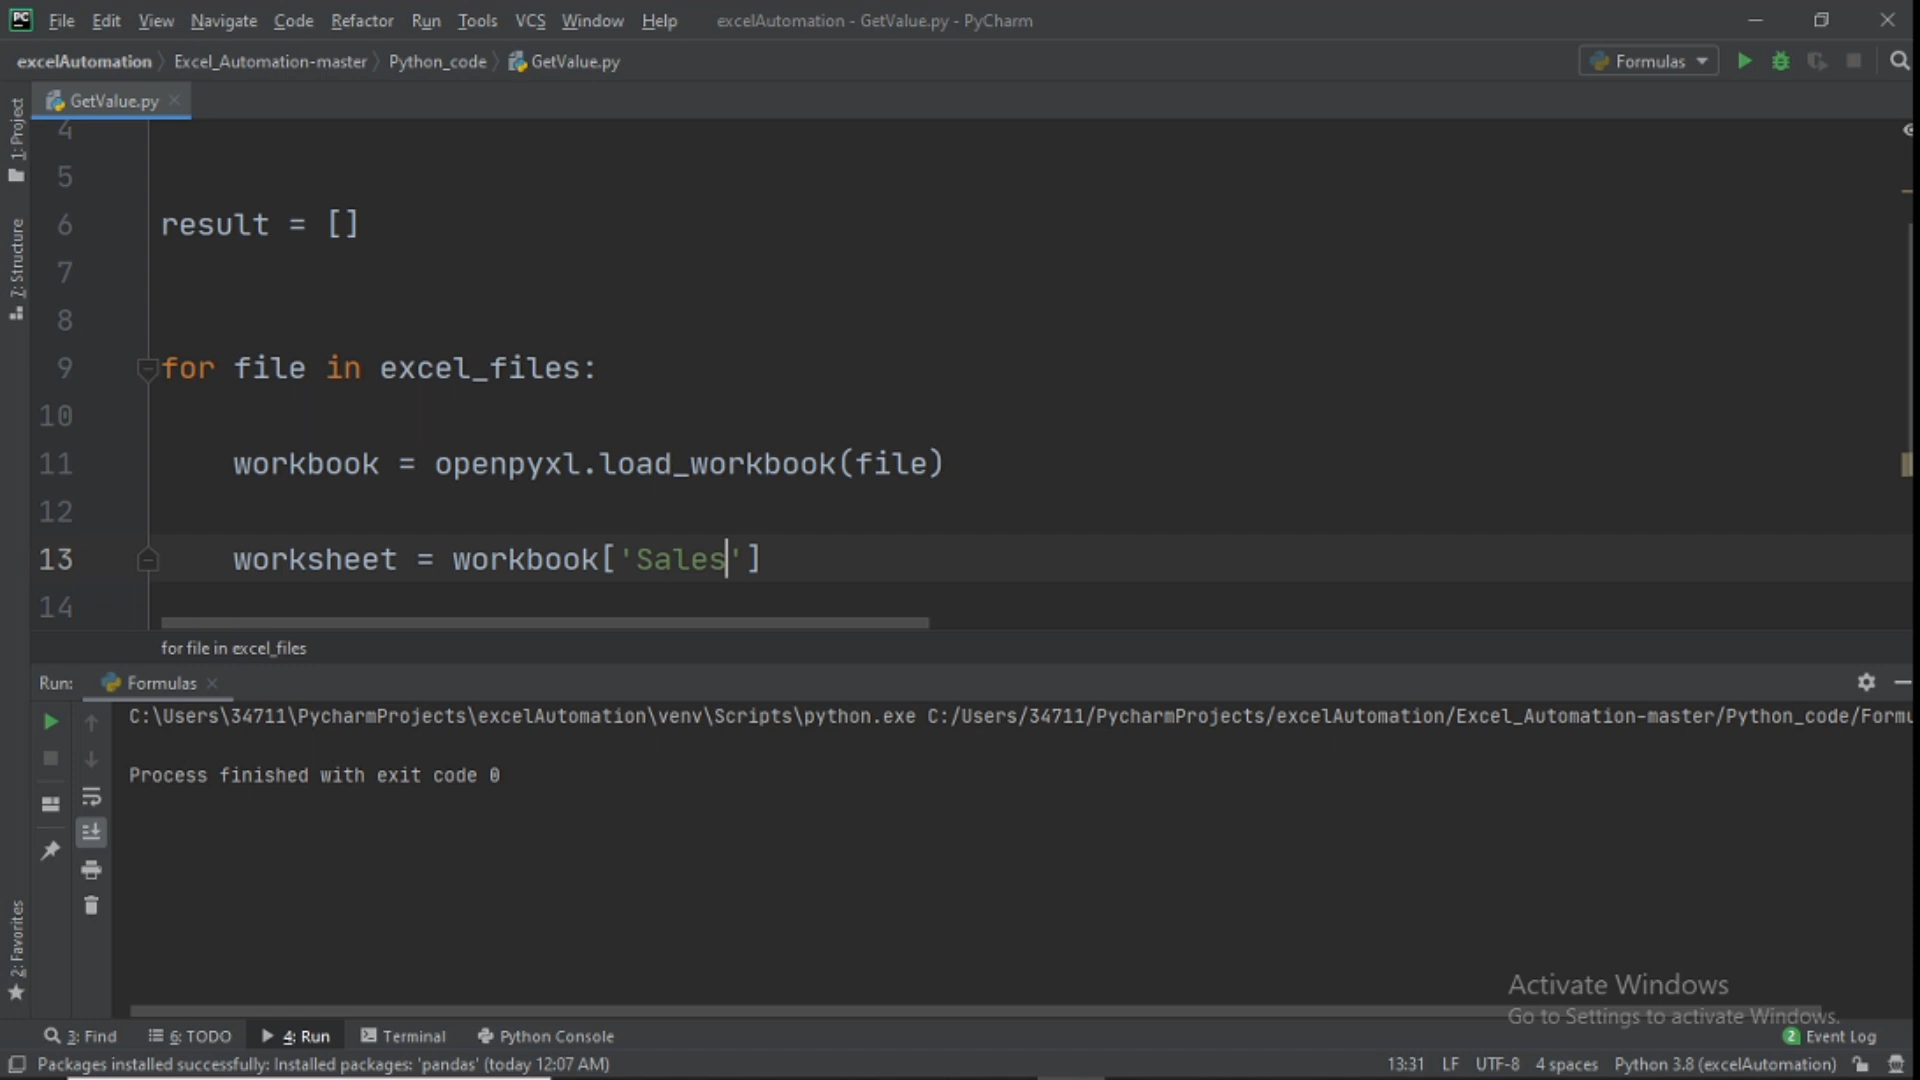 File Edit View Navigate Code Refactor Run Tools VCS Window Help excelAutomation - GetValue.py - PyCharm
excelAutomation Excel_Automation-master Python_code GetValue.py Formulas
GetValue.py
1: Project
7: Structure
2: Favorites
4
5
6 result = []
7
8
9 for file in excel_files:
10
11 workbook = openpyxl.load_workbook(file)
12
13 worksheet = workbook['Sales']
14
for file in excel_files
Run: Formulas
C:\Users\34711\PycharmProjects\excelAutomation\venv\Scripts\python.exe C:/Users/34711/PycharmProjects/excelAutomation/Excel_Automation-master/Python_code/Formu
Process finished with exit code 0
Activate Windows
Go to Settings to activate Windows.
3: Find 6: TODO 4: Run Terminal Python Console 2 Event Log
Packages installed successfully: Installed packages: 'pandas' (today 12:07 AM) 13:31 LF UTF-8 4 spaces Python 3.8 (excelAutomation)